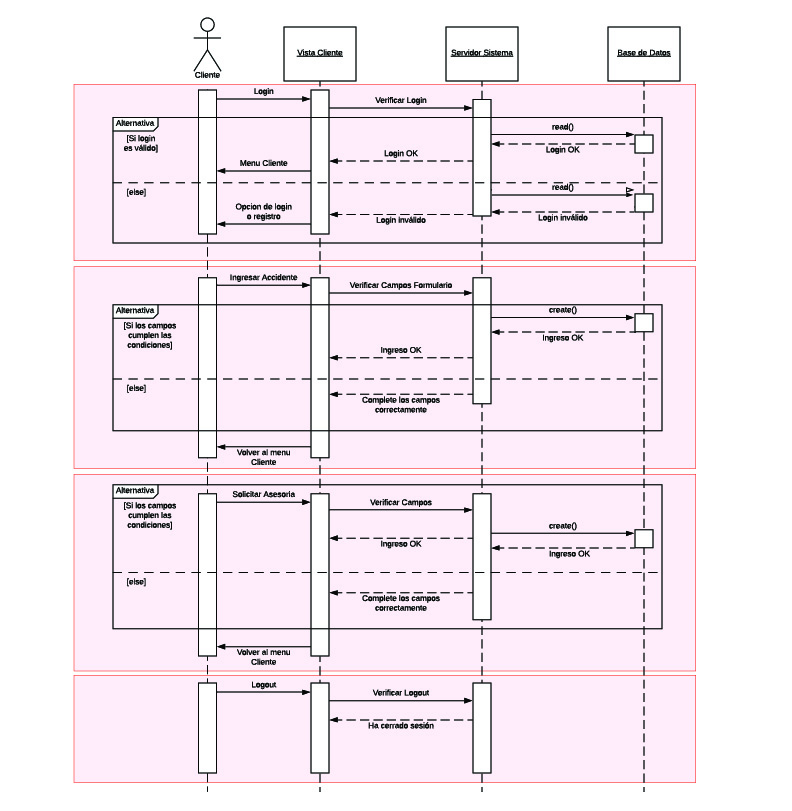 Cliente
Vista Cliente
Servidor Sistema
Base de Datos
Login
Verificar Login
Alternativa
[Si login
es válido]
read()
Login OK
Login OK
Menu Cliente
[else]
read()
Opcion de login
o registro
Login inválido
Login inválido
Ingresar Accidente
Verificar Campos Formulario
Alternativa
[Si los campos
cumplen las
condiciones]
create()
Ingreso OK
Ingreso OK
[else]
Complete los campos
correctamente
Volver al menu
Cliente
Alternativa
[Si los campos
cumplen las
condiciones]
Solicitar Asesoria
Verificar Campos
create()
Ingreso OK
Ingreso OK
[else]
Complete los campos
correctamente
Volver al menu
Cliente
Logout
Verificar Logout
Ha cerrado sesión